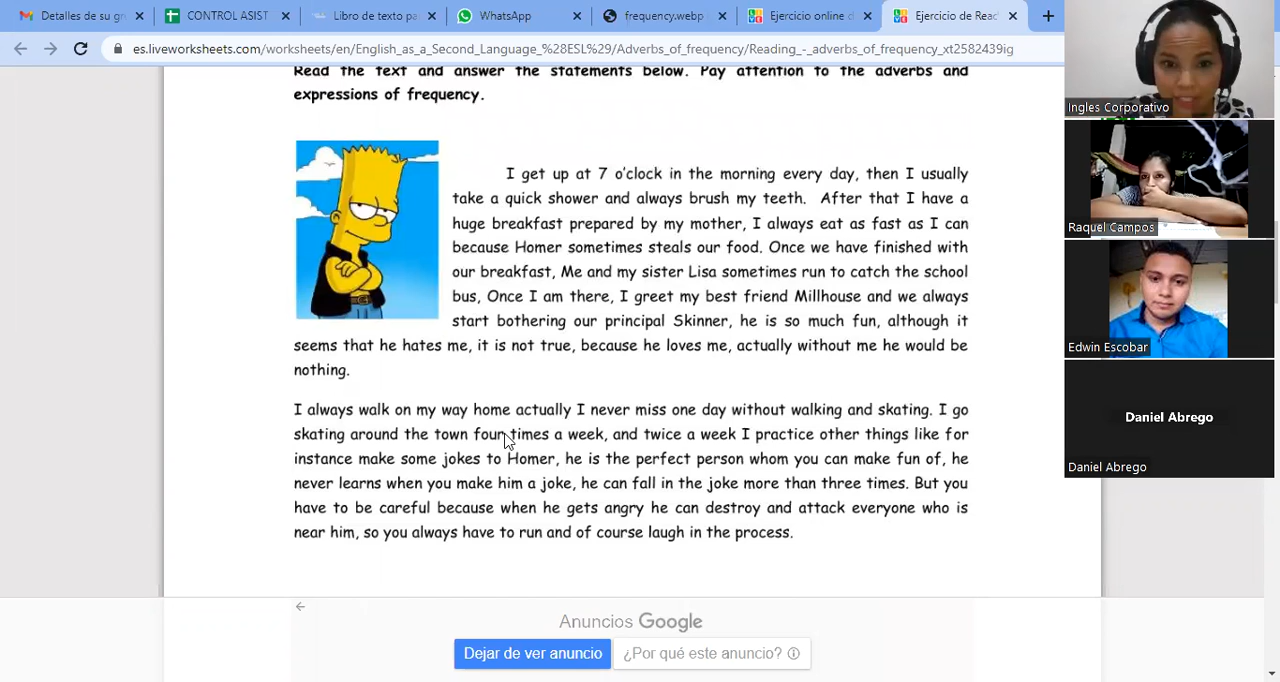 Detalles de su gr
CONTROL ASIST
Libro de texto pa
WhatsApp
frequency.webp
Ejercicio online d
Ejercicio de Read
es.liveworksheets.com/worksheets/en/English_as_a_Second_Language_%28ESL%29/Adverbs_of_frequency/Reading_-_adverbs_of_frequency_xt2582439ig
Read the text and answer the statements below. Pay attention to the adverbs and
expressions of frequency.
I get up at 7 o'clock in the morning every day, then I usually
take a quick shower and always brush my teeth. After that I have a
huge breakfast prepared by my mother, I always eat as fast as I can
because Homer sometimes steals our food. Once we have finished with
our breakfast, Me and my sister Lisa sometimes run to catch the school
bus, Once I am there, I greet my best friend Millhouse and we always
start bothering our principal Skinner, he is so much fun, although it
seems that he hates me, it is not true, because he loves me, actually without me he would be
nothing.
I always walk on my way home actually I never miss one day without walking and skating. I go
skating around the town four times a week, and twice a week I practice other things like for
instance make some jokes to Homer, he is the perfect person whom you can make fun of, he
never learns when you make him a joke, he can fall in the joke more than three times. But you
have to be careful because when he gets angry he can destroy and attack everyone who is
near him, so you always have to run and of course laugh in the process.
Anuncios Google
Dejar de ver anuncio
¿Por qué este anuncio?
Ingles Corporativo
Raquel Campos
Edwin Escobar
Daniel Abrego
Daniel Abrego